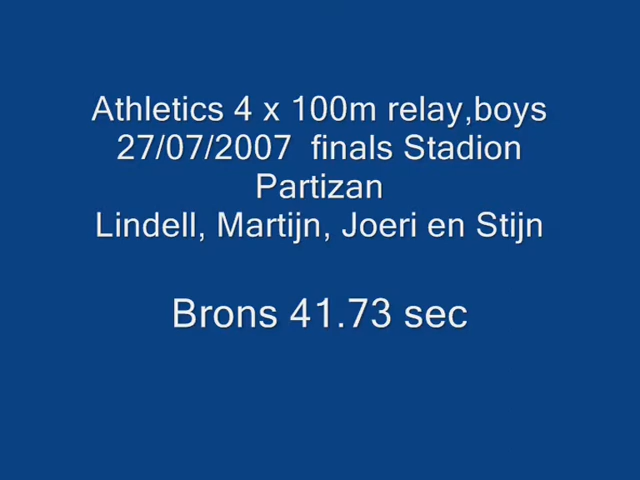 Athletics 4 x 100m relay,boys
27/07/2007  finals Stadion
Partizan
Lindell, Martijn, Joeri en Stijn
Brons 41.73 sec